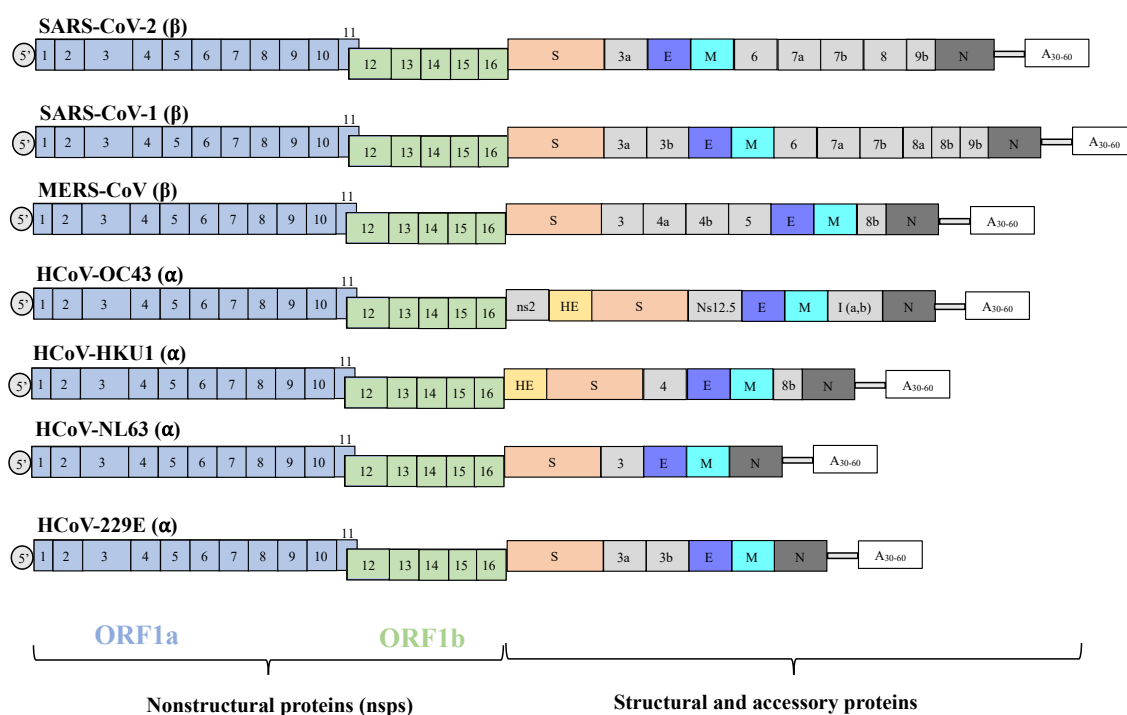 SARS-CoV-2 (β)
11
5' 1 2 3 4 5 6 7 8 9 10 12 13 14 15 16 S 3a E M 6 7a 7b 8 9b N A30-60
SARS-CoV-1 (β)
11
5' 1 2 3 4 5 6 7 8 9 10 12 13 14 15 16 S 3a 3b E M 6 7a 7b 8a 8b 9b N A30-60
MERS-CoV (β)
11
5' 1 2 3 4 5 6 7 8 9 10 12 13 14 15 16 S 3 4a 4b 5 E M 8b N A30-60
HCoV-OC43 (α)
11
5' 1 2 3 4 5 6 7 8 9 10 12 13 14 15 16 ns2 HE S Ns12.5 E M I (a,b) N A30-60
HCoV-HKU1 (α)
11
5' 1 2 3 4 5 6 7 8 9 10 12 13 14 15 16 HE S 4 E M 8b N A30-60
HCoV-NL63 (α)
11
5' 1 2 3 4 5 6 7 8 9 10 12 13 14 15 16 S 3 E M N A30-60
HCoV-229E (α)
11
5' 1 2 3 4 5 6 7 8 9 10 12 13 14 15 16 S 3a 3b E M N A30-60
ORF1a ORF1b
Nonstructural proteins (nsps) Structural and accessory proteins